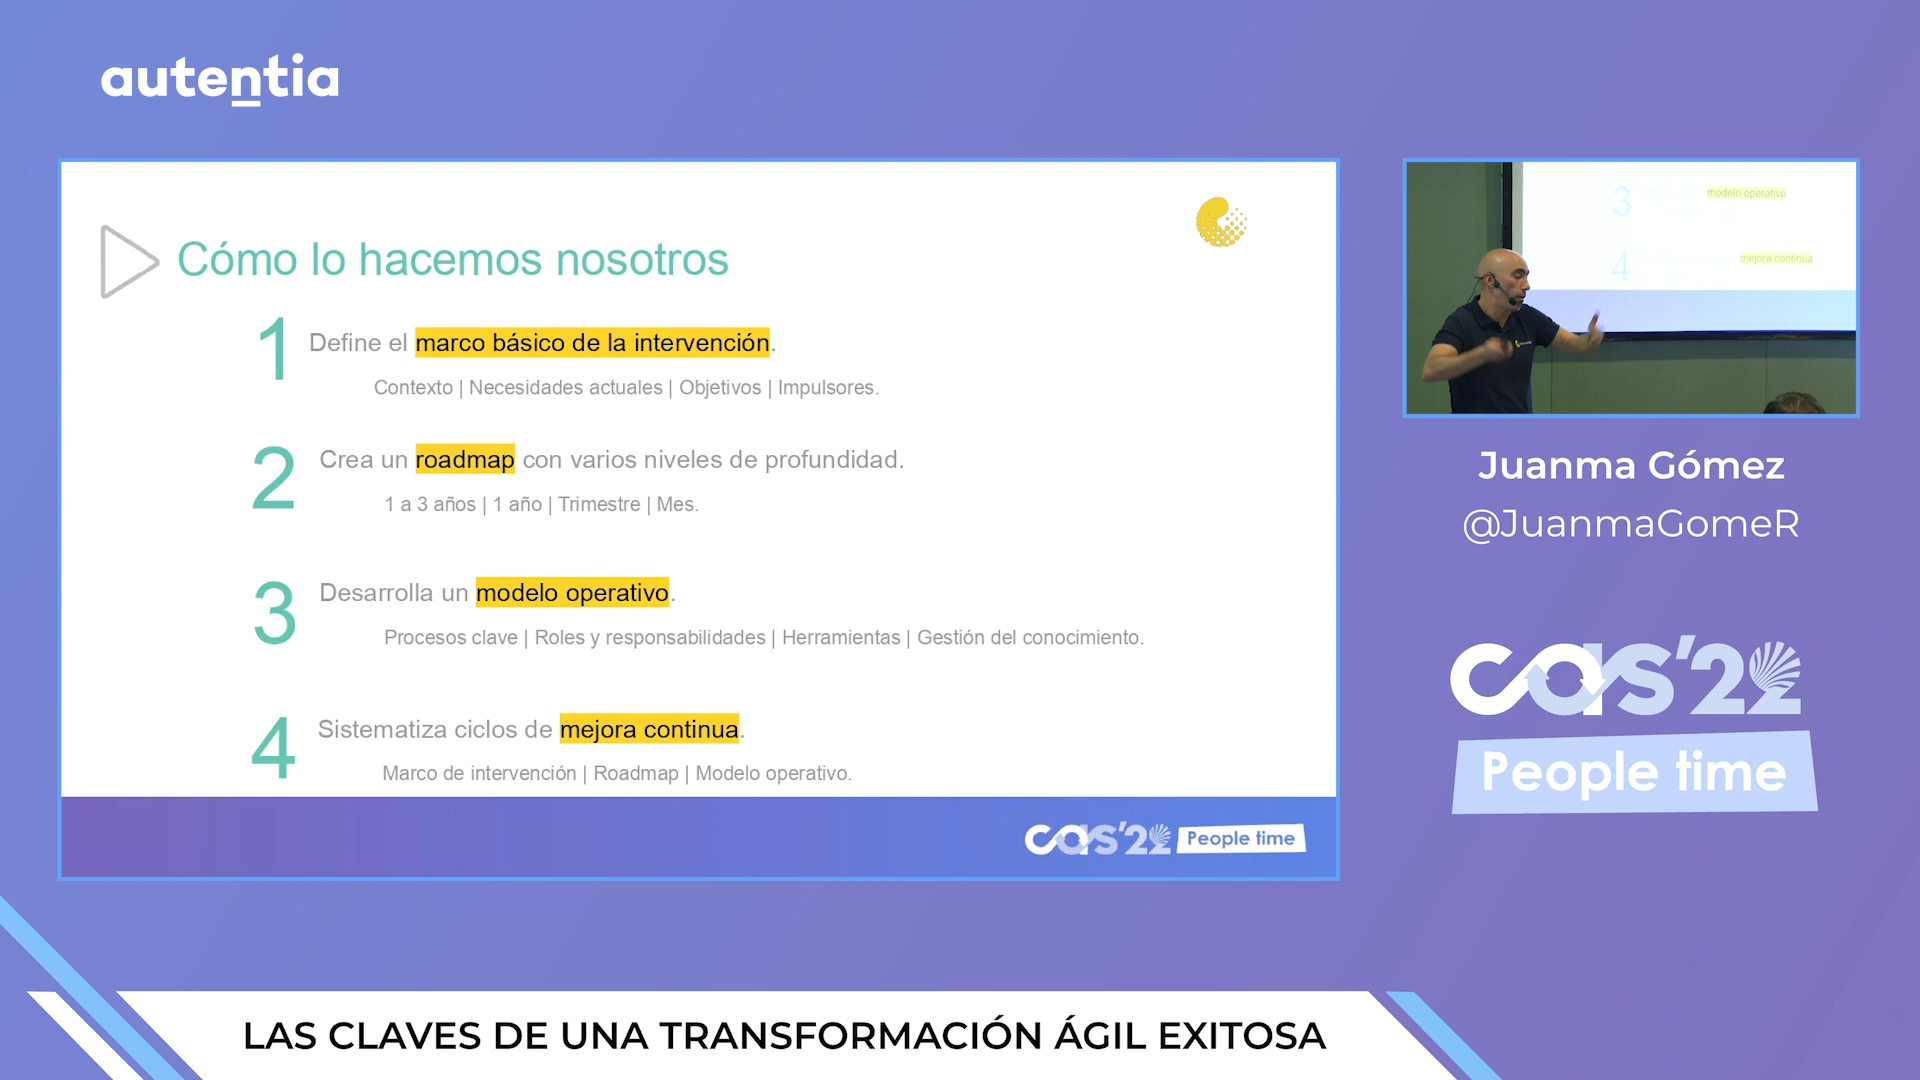 autentia
Cómo lo hacemos nosotros
1 Define el marco básico de la intervención.
Contexto | Necesidades actuales | Objetivos | Impulsores.
2 Crea un roadmap con varios niveles de profundidad.
1 a 3 años | 1 año | Trimestre | Mes.
3 Desarrolla un modelo operativo.
Procesos clave | Roles y responsabilidades | Herramientas | Gestión del conocimiento.
4 Sistematiza ciclos de mejora continua.
Marco de intervención | Roadmap | Modelo operativo.
cas'22 People time
3 modelo operativo
4 mejora continua
Juanma Gómez
@JuanmaGomeR
cas'22
People time
LAS CLAVES DE UNA TRANSFORMACIÓN ÁGIL EXITOSA